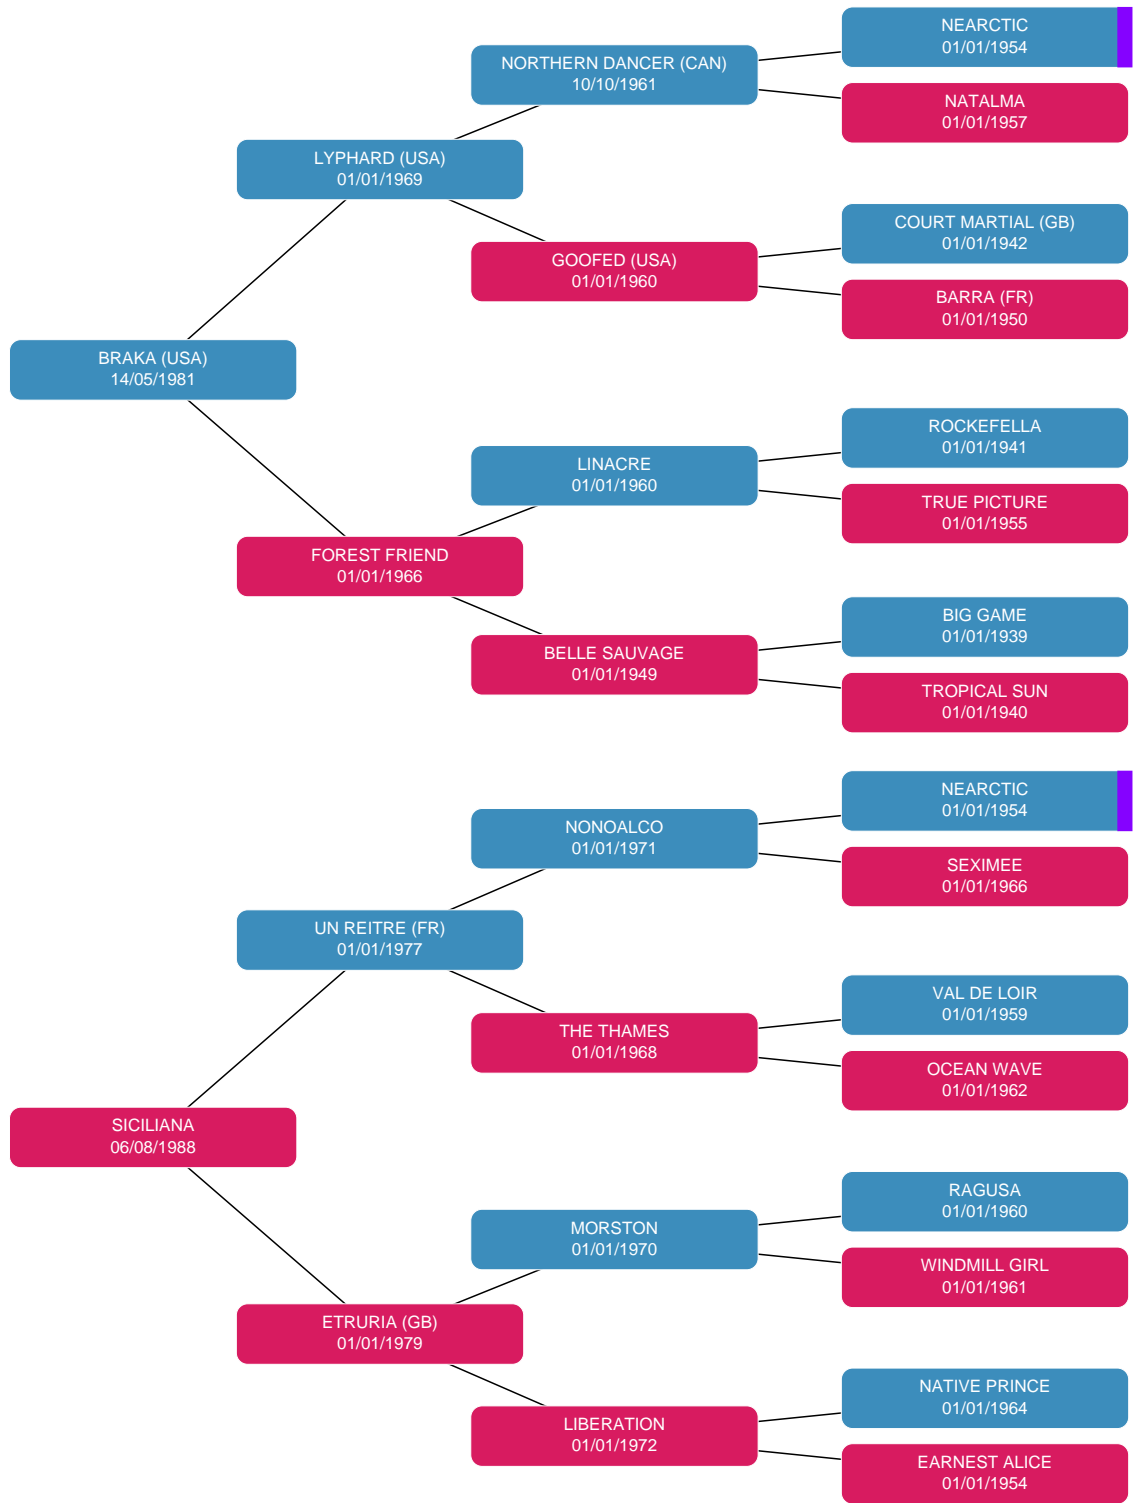 NEARCTIC
01/01/1954
NORTHERN DANCER (CAN)
10/10/1961
NATALMA
01/01/1957
LYPHARD (USA)
01/01/1969
COURT MARTIAL (GB)
01/01/1942
GOOFED (USA)
01/01/1960
BARRA (FR)
01/01/1950
BRAKA (USA)
14/05/1981
ROCKEFELLA
01/01/1941
LINACRE
01/01/1960
TRUE PICTURE
01/01/1955
FOREST FRIEND
01/01/1966
BIG GAME
01/01/1939
BELLE SAUVAGE
01/01/1949
TROPICAL SUN
01/01/1940
NEARCTIC
01/01/1954
NONOALCO
01/01/1971
SEXIMEE
01/01/1966
UN REITRE (FR)
01/01/1977
VAL DE LOIR
01/01/1959
THE THAMES
01/01/1968
OCEAN WAVE
01/01/1962
SICILIANA
06/08/1988
RAGUSA
01/01/1960
MORSTON
01/01/1970
WINDMILL GIRL
01/01/1961
ETRURIA (GB)
01/01/1979
NATIVE PRINCE
01/01/1964
LIBERATION
01/01/1972
EARNEST ALICE
01/01/1954